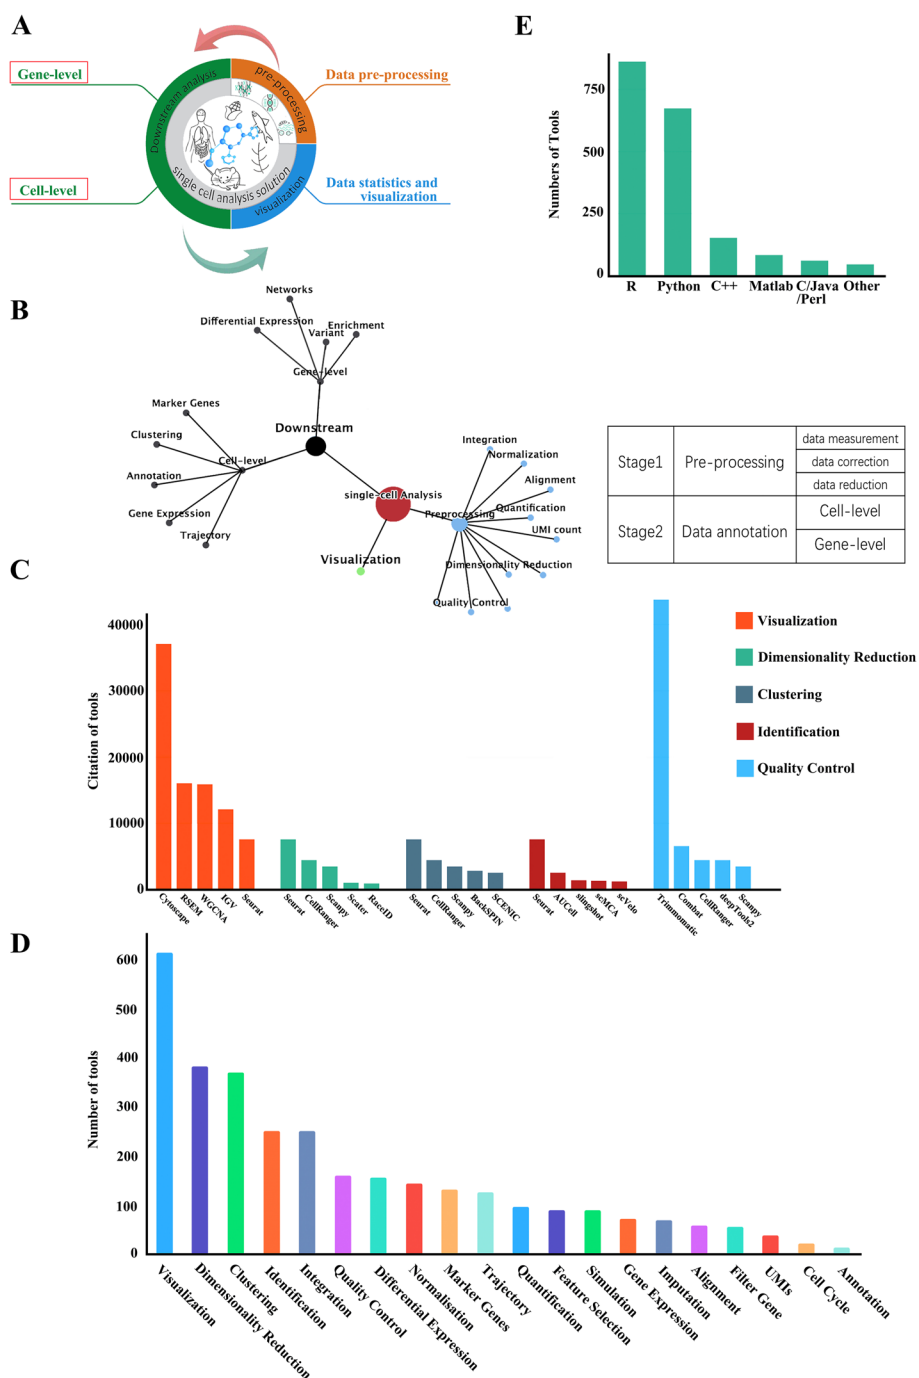 A
Gene-level
Cell-level
Downstream analysis
pre-processing
visualization
single cell analysis solution
Data pre-processing
Data statistics and
visualization
E
Numbers of Tools
750
500
250
0
R
Python
C++
Matlab
C/Java
/Perl
Other
B
Networks
Differential Expression
Variant
Enrichment
Gene-level
Marker Genes
Clustering
Annotation
Gene Expression
Trajectory
Cell-level
Downstream
single-cell Analysis
Visualization
Preprocessing
Integration
Normalization
Alignment
Quantification
UMI count
Dimensionality Reduction
Quality Control
Stage1
Pre-processing
data measurement
data correction
data reduction
Stage2
Data annotation
Cell-level
Gene-level
C
Citation of tools
40000
30000
20000
10000
0
Cytoscape
RSEM
WGCNA
IGV
Seurat
Seurat
CellRanger
Scanpy
Scater
RaceID
Seurat
CellRanger
Scanpy
BackSPIN
SCENIC
Seurat
AUCell
slingshot
scMCA
scVelo
Trimmomatic
Combat
CellRanger
deepTools2
Scanpy
Visualization
Dimensionality Reduction
Clustering
Identification
Quality Control
D
Number of tools
600
500
400
300
200
100
0
Visualization
Dimensionality Reduction
Clustering
Identification
Integration
Quality Control
Differential Expression
Normalisation
Marker Genes
Trajectory
Quantification
Feature Selection
Simulation
Gene Expression
Imputation
Alignment
Filter Gene
UMIs
Cell Cycle
Annotation